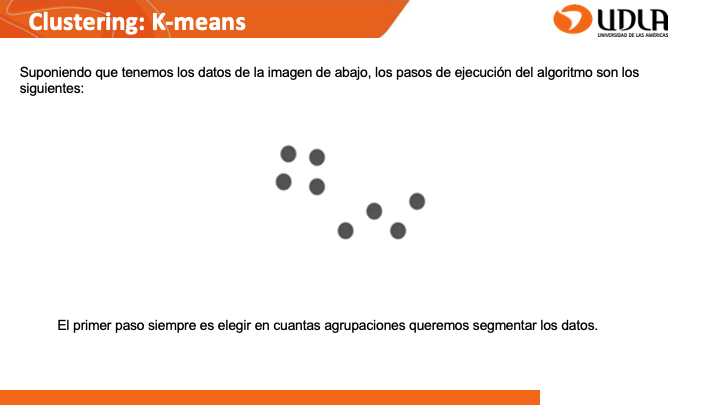 Clustering: K-means
UDLA
UNIVERSIDAD DE LAS AMÉRICAS
Suponiendo que tenemos los datos de la imagen de abajo, los pasos de ejecución del algoritmo son los
siguientes:
El primer paso siempre es elegir en cuantas agrupaciones queremos segmentar los datos.